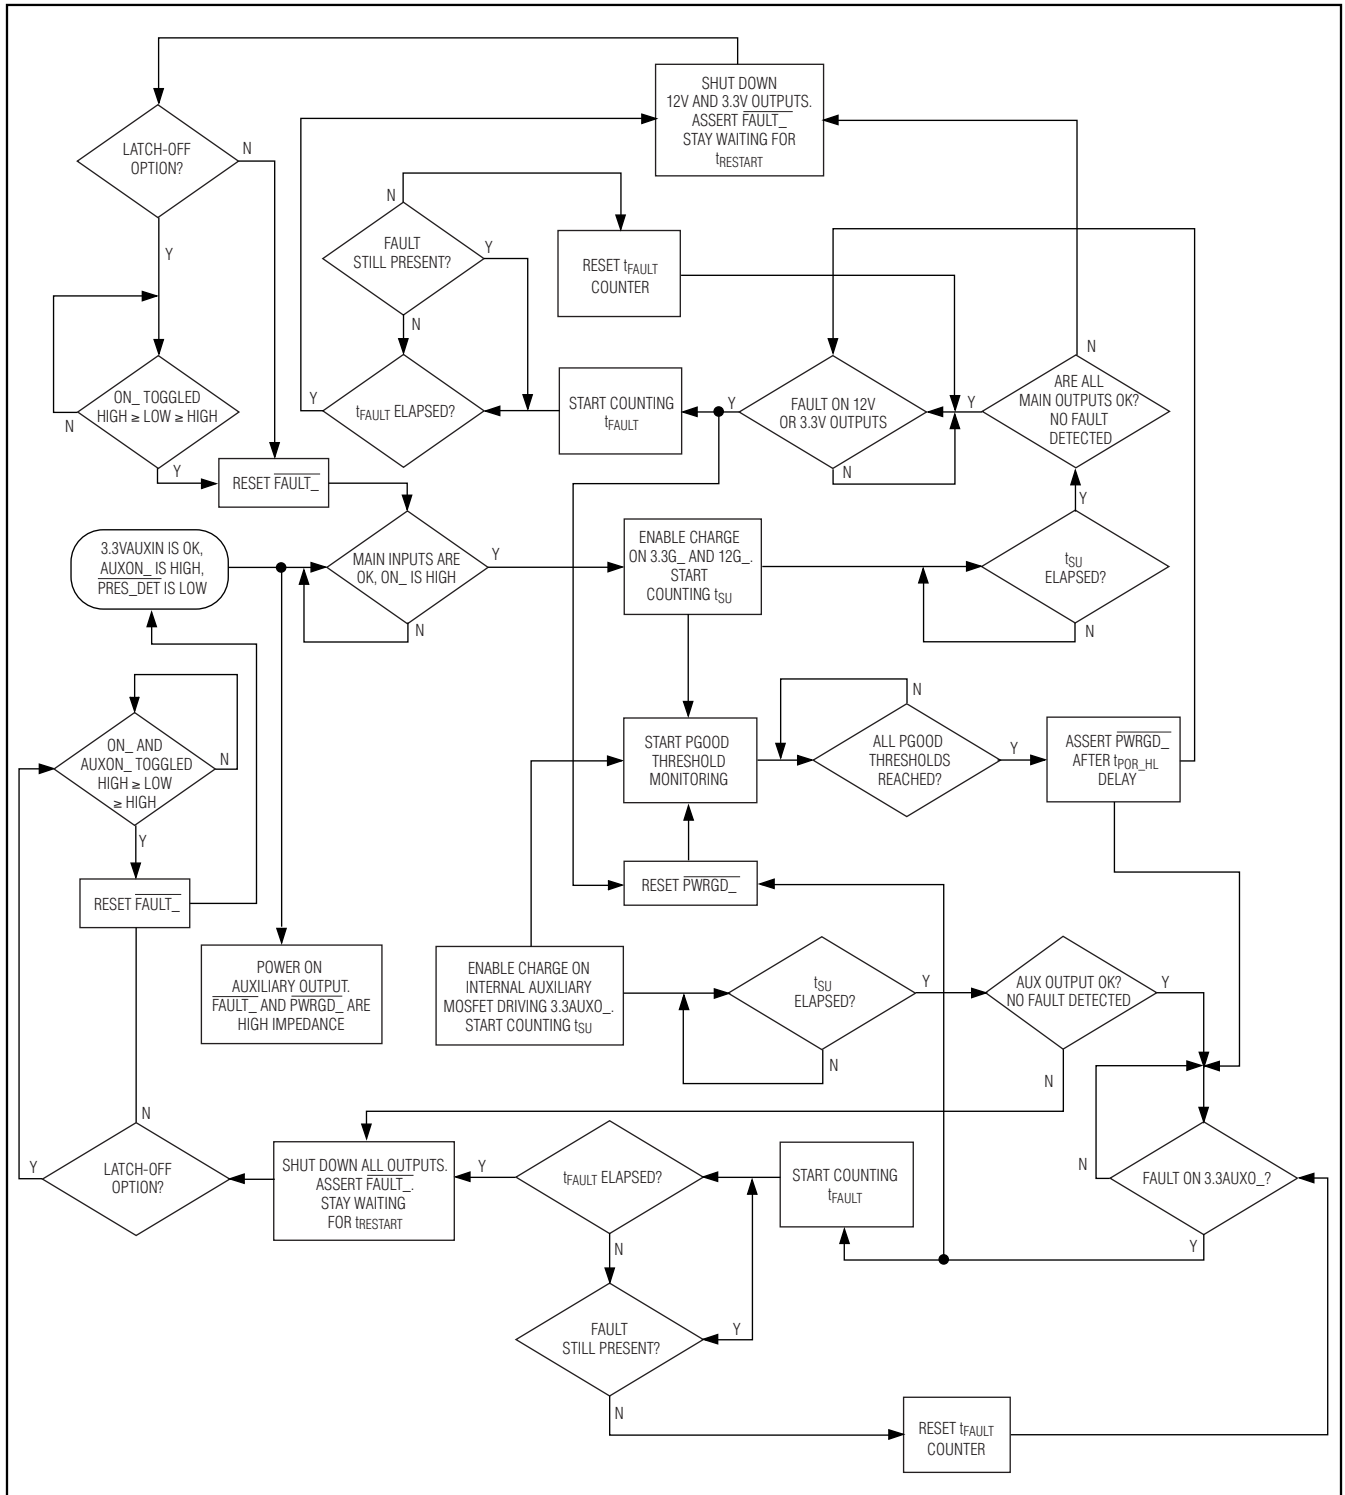 SHUT DOWN
12V AND 3.3V OUTPUTS.
ASSERT FAULT_
STAY WAITING FOR
tRESTART
LATCH-OFF
OPTION?
N
Y
N
FAULT
STILL PRESENT?
Y
N
RESET tFAULT
COUNTER
N
ARE ALL
MAIN OUTPUTS OK?
NO FAULT
DETECTED
Y
Y
ON_ TOGGLED
HIGH ≥ LOW ≥ HIGH
N
Y
Y
tFAULT ELAPSED?
START COUNTING
tFAULT
Y
FAULT ON 12V
OR 3.3V OUTPUTS
N
RESET FAULT_
3.3VAUXIN IS OK,
AUXON_ IS HIGH,
PRES_DET IS LOW
MAIN INPUTS ARE
OK, ON_ IS HIGH
Y
N
ENABLE CHARGE
ON 3.3G_ AND 12G_.
START
COUNTING tSU
tSU
ELAPSED?
N
ON_ AND
AUXON_ TOGGLED
HIGH ≥ LOW
≥ HIGH
N
Y
START PGOOD
THRESHOLD
MONITORING
N
ALL PGOOD
THRESHOLDS
REACHED?
Y
ASSERT PWRGD_
AFTER tPOR_HL
DELAY
RESET FAULT_
RESET PWRGD_
POWER ON
AUXILIARY OUTPUT.
FAULT_ AND PWRGD_ ARE
HIGH IMPEDANCE
ENABLE CHARGE ON
INTERNAL AUXILIARY
MOSFET DRIVING 3.3AUXO_.
START COUNTING tSU
tSU
ELAPSED?
Y
N
AUX OUTPUT OK?
NO FAULT DETECTED
Y
N
N
LATCH-OFF
OPTION?
Y
SHUT DOWN ALL OUTPUTS.
ASSERT FAULT_.
STAY WAITING
FOR tRESTART
Y
tFAULT ELAPSED?
N
START COUNTING
tFAULT
N
FAULT ON 3.3AUXO_?
Y
FAULT
STILL PRESENT?
Y
N
RESET tFAULT
COUNTER